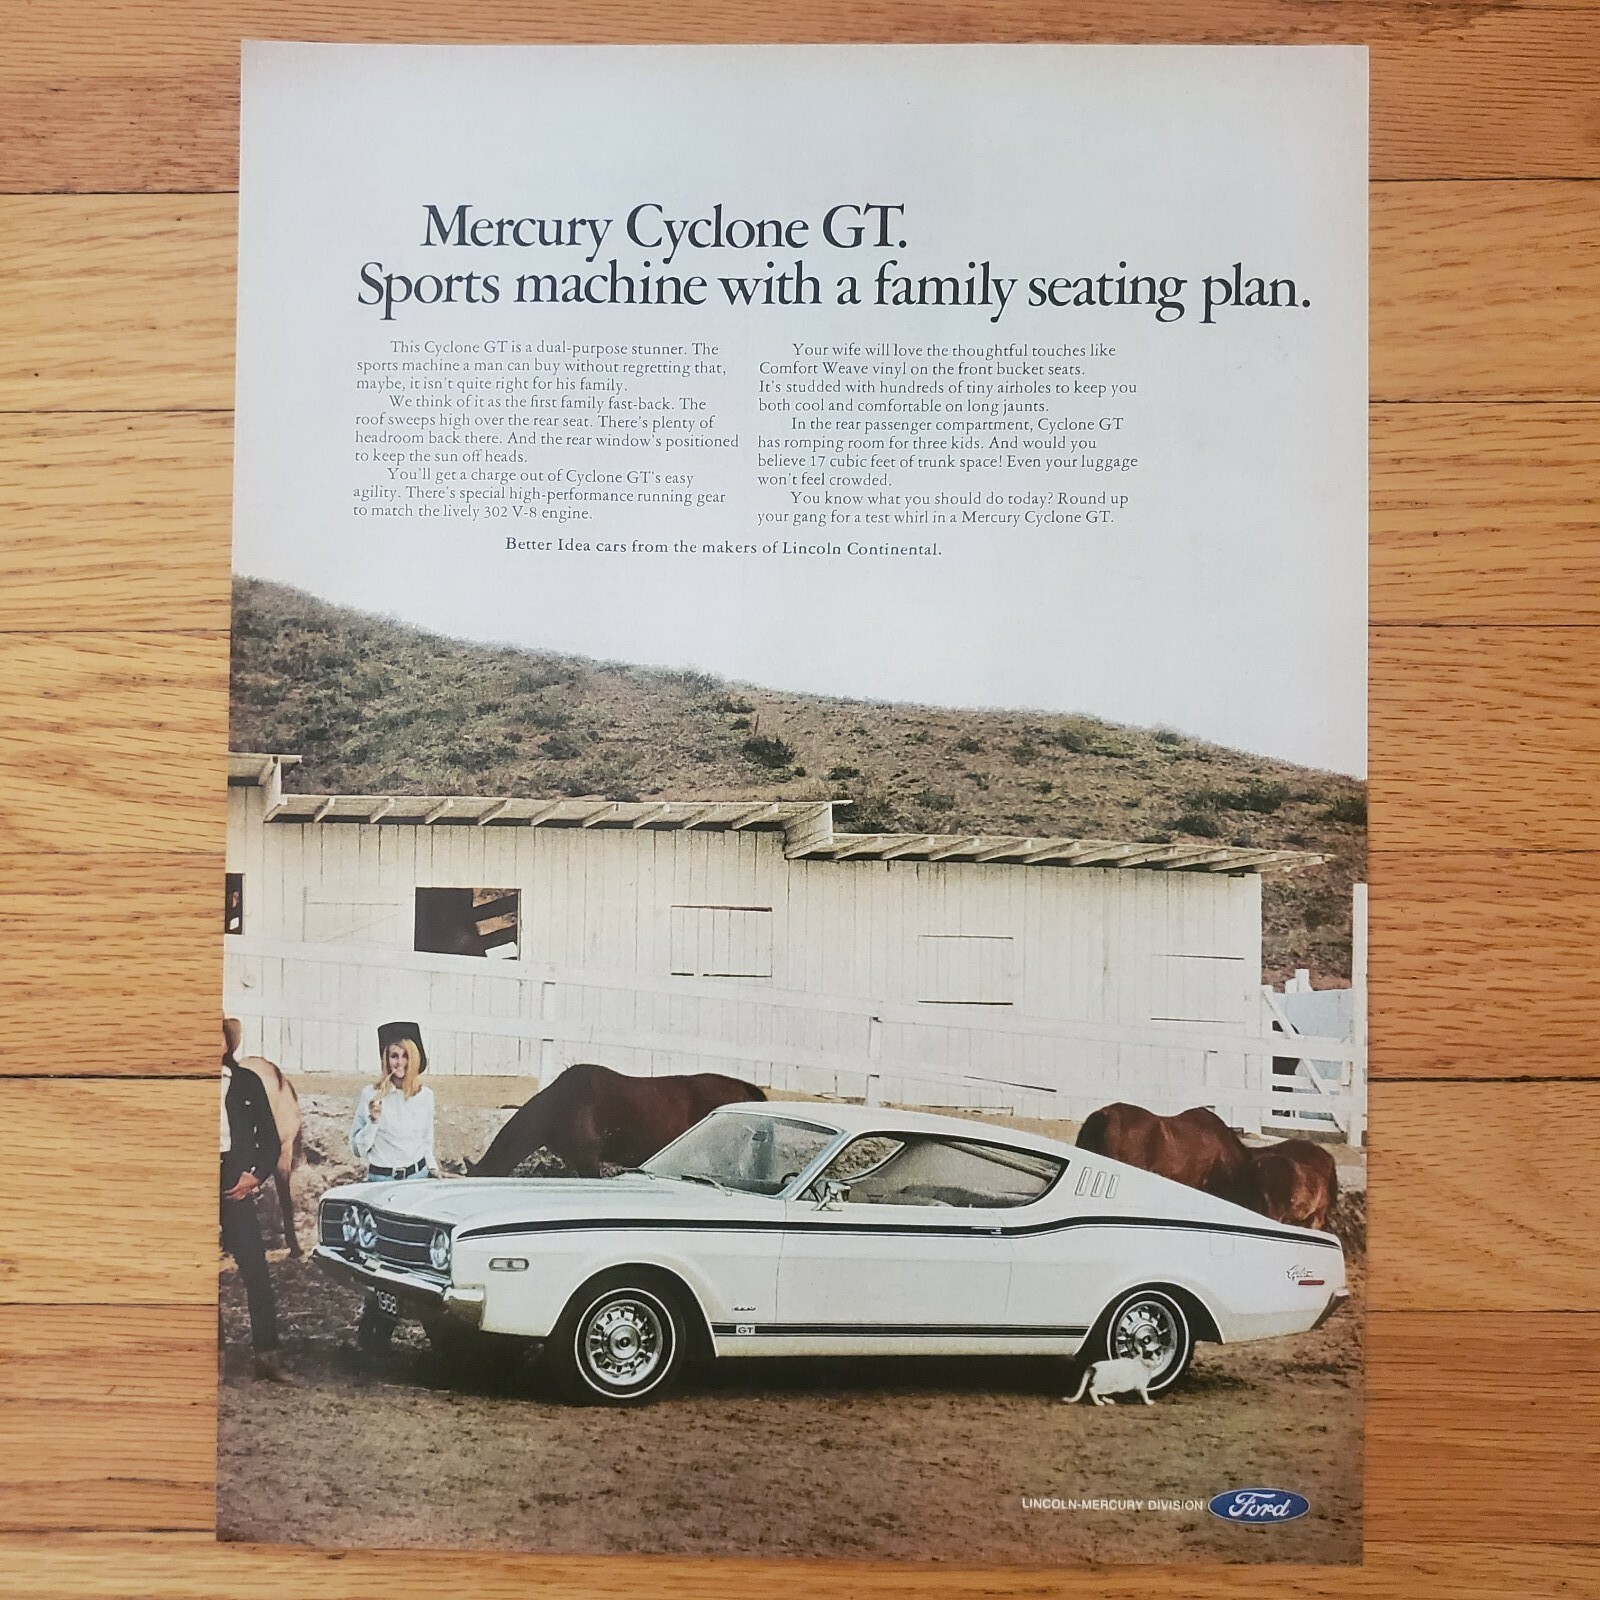 Mercury Cyclone GT.
Sports machine with a family seating plan.
This Cyclone GT is a dual-purpose stunner. The
sports machine a man can buy without regretting that,
maybe, it isn't quite right for his family.
We think of it as the first family fast-back. The
roof sweeps high over the rear seat. There's plenty of
headroom back there. And the rear window's positioned
to keep the sun off heads.
You'll get a charge out of Cyclone GT's easy
agility. There's special high-performance running gear
to match the lively 302 V-8 engine.
Your wife will love the thoughtful touches like
Comfort Weave vinyl on the front bucket seats.
It's studded with hundreds of tiny airholes to keep you
both cool and comfortable on long jaunts.
In the rear passenger compartment, Cyclone GT
has romping room for three kids. And would you
believe 17 cubic feet of trunk space! Even your luggage
won't feel crowded.
You know what you should do today? Round up
your gang for a test whirl in a Mercury Cyclone GT.
Better Idea cars from the makers of Lincoln Continental.
1968
GT
LINCOLN-MERCURY DIVISION Ford